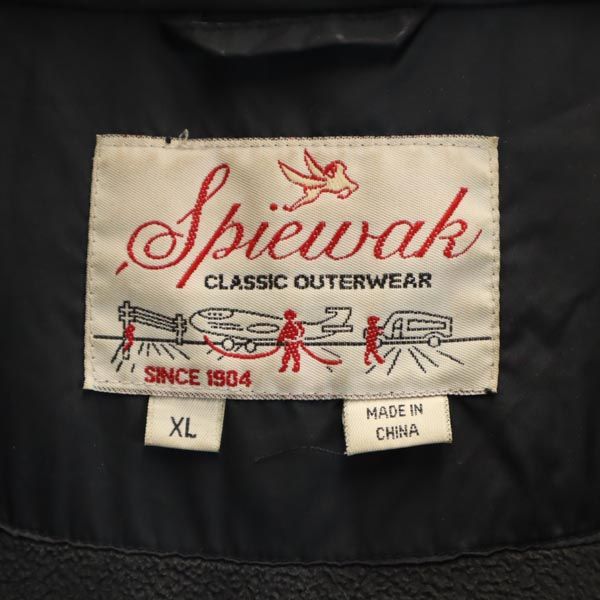 Spiewak
CLASSIC OUTERWEAR
SINCE 1904
XL
MADE IN
CHINA